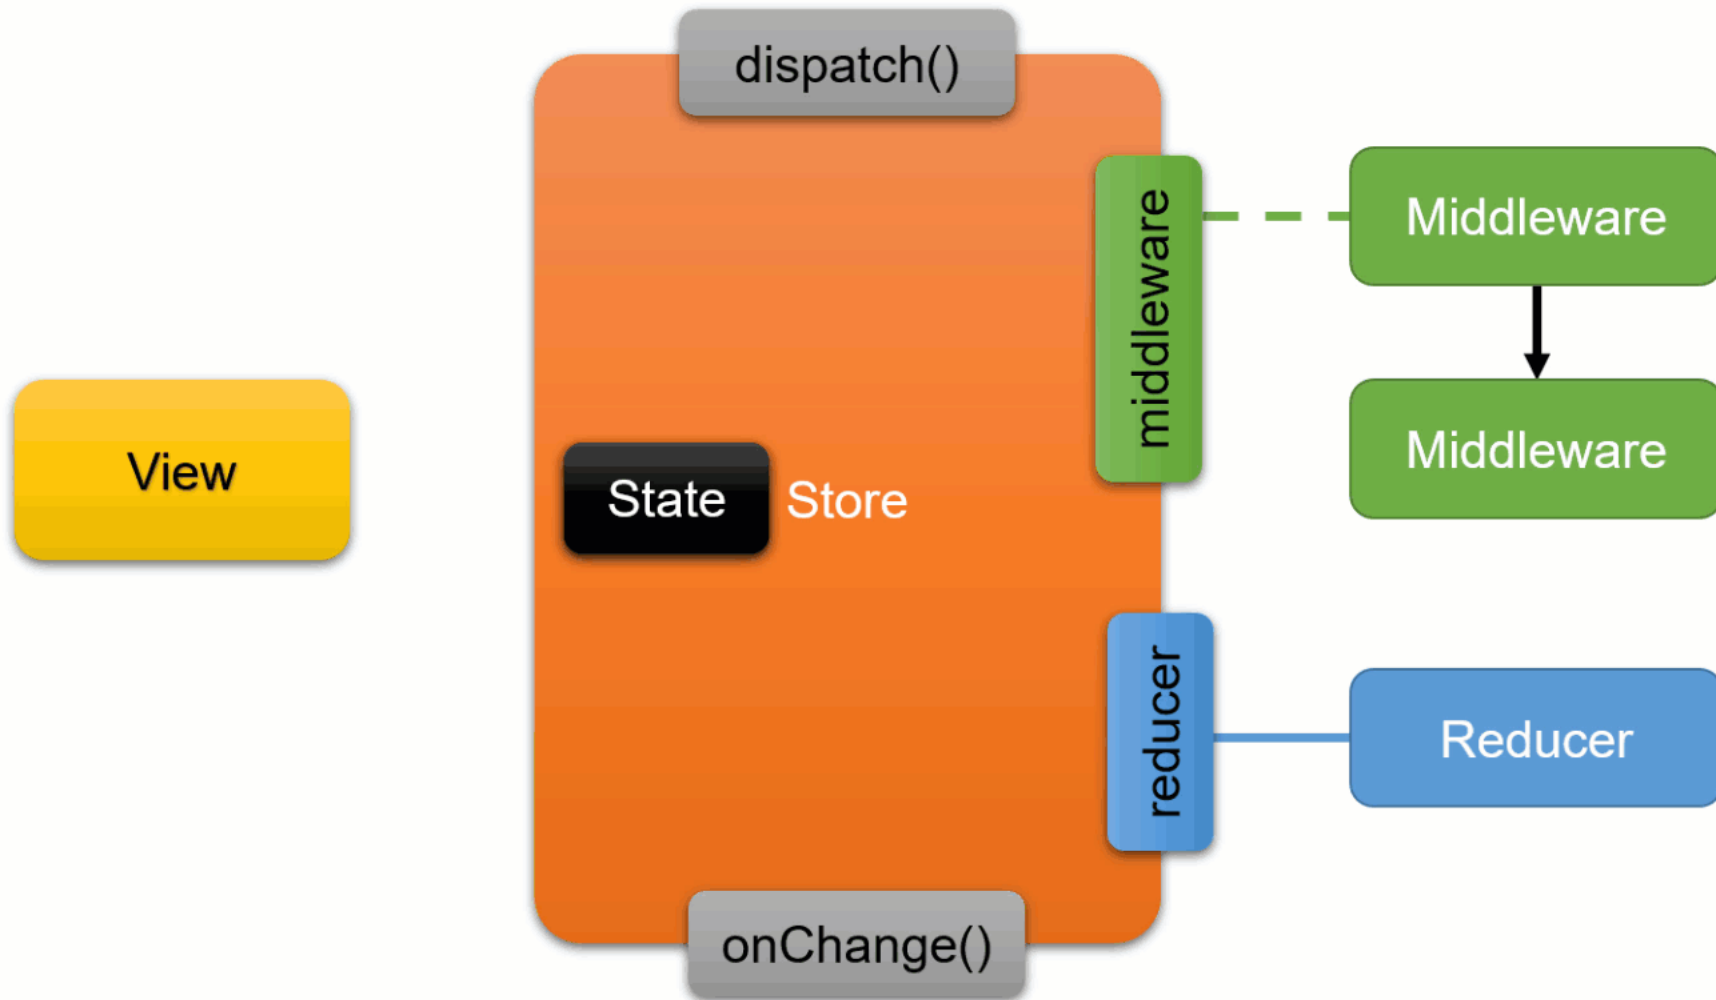 dispatch()
middleware
Middleware
Middleware
View
State
Store
reducer
Reducer
onChange()